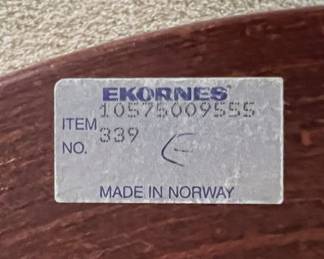 EKORNES
10575009555
ITEM 339
NO.
MADE IN NORWAY